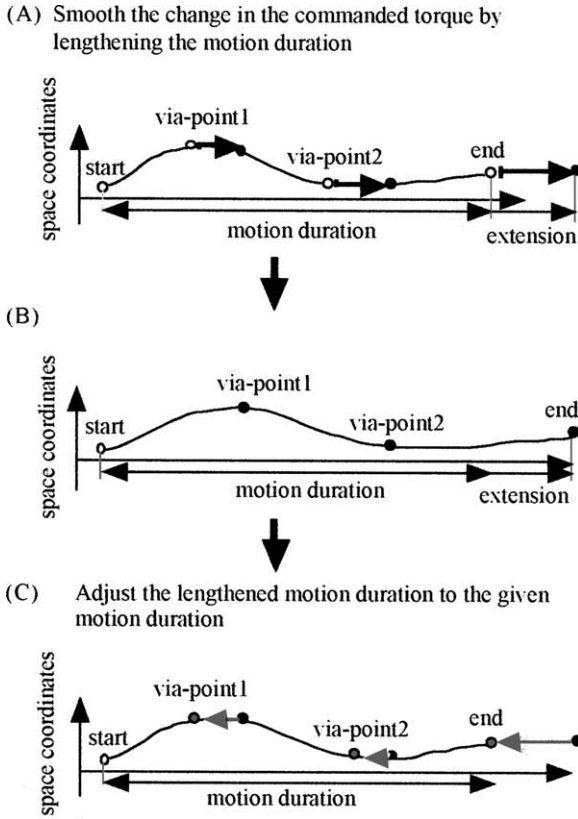 (A) Smooth the change in the commanded torque by
lengthening the motion duration
space coordinates
start
via-point1
via-point2
end
motion duration
extension
(B)
space coordinates
start
via-point1
via-point2
end
motion duration
extension
(C) Adjust the lengthened motion duration to the given
motion duration
space coordinates
start
via-point1
via-point2
end
motion duration